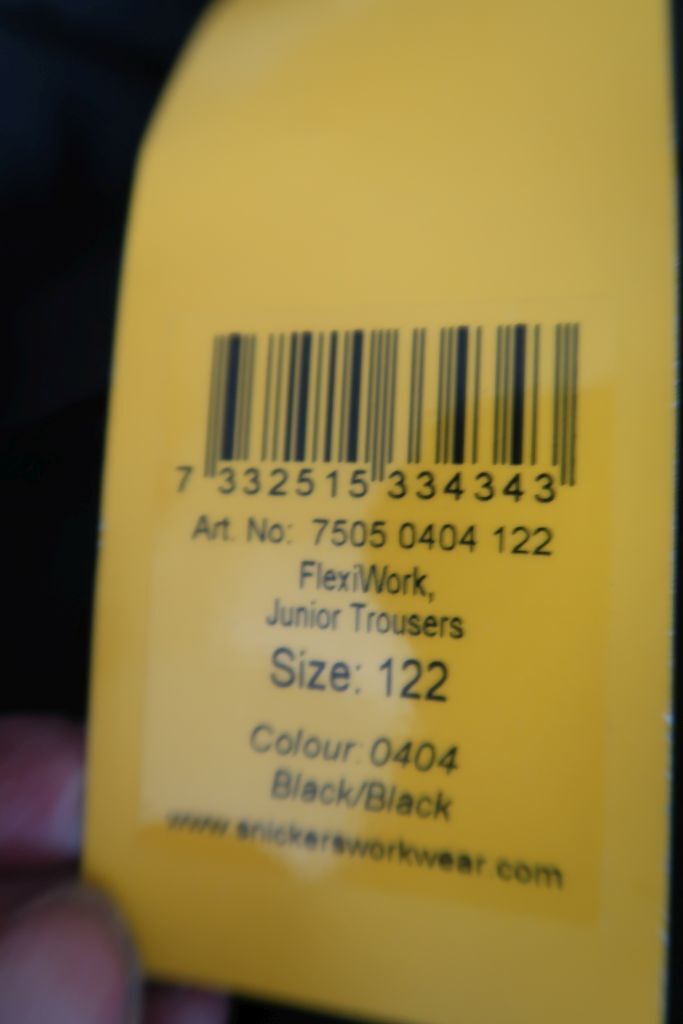 7 332515 334343
Art. No: 7505 0404 122
FlexiWork,
Junior Trousers
Size: 122
Colour: 0404
Black/Black
www.snickersworkwear.com